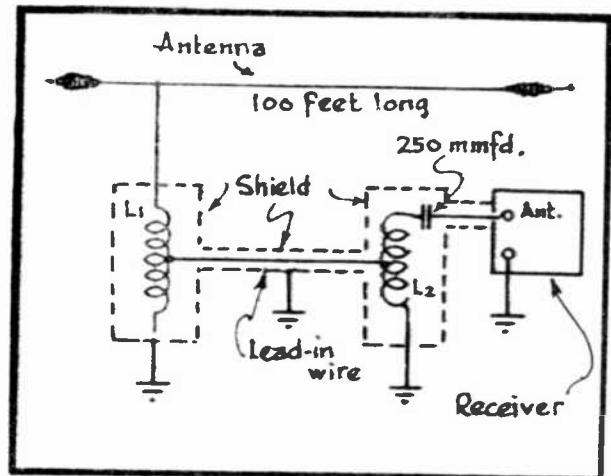 Antenna
100 feet long
250 mmfd.
Shield
L1
Ant.
L2
Lead-in
wire
Receiver